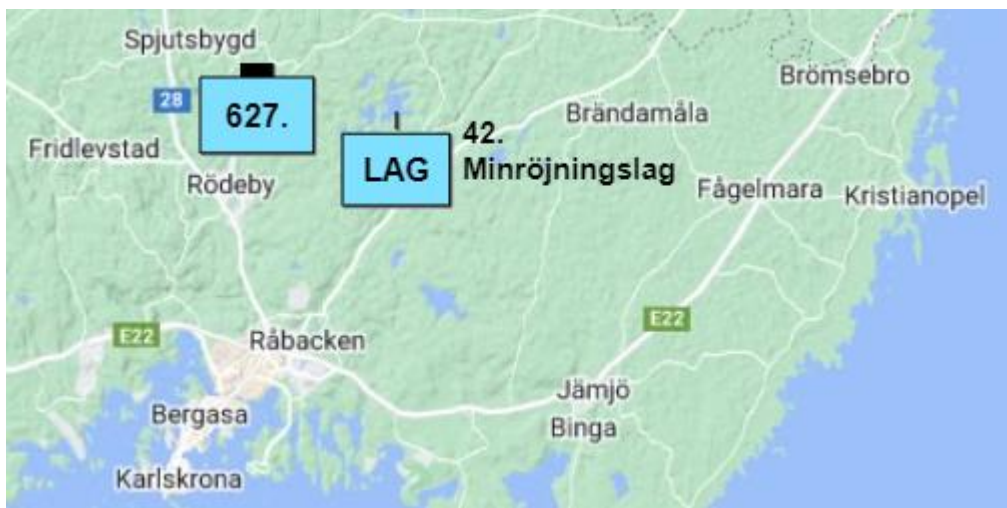 Spjutsbygd
Brömsebro
28
627.
Brändamåla
42.
Minröjningslag
LAG
Fridlevstad
Rödeby
Fågelmara
Kristianopel
E22
E22
Råbacken
Jämjö
Bergasa
Binga
Karlskrona